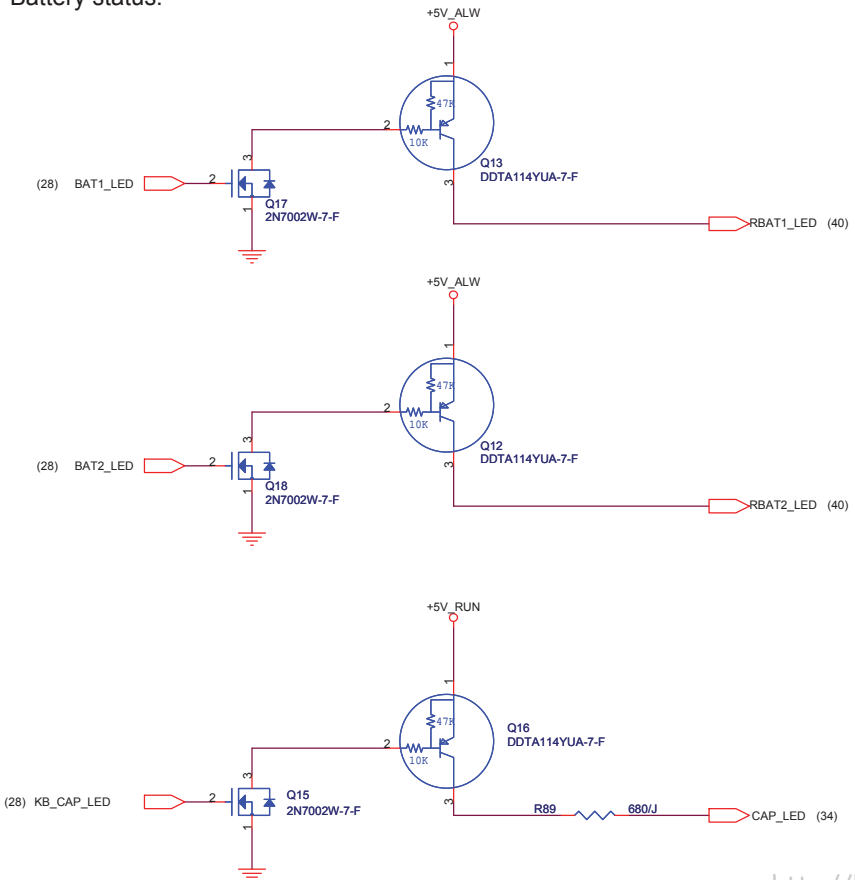 Battery status:
+5V_ALW
1
47K
2
10K
3
Q13
DDTA114YUA-7-F
3
(28) BAT1_LED
2
Q17
2N7002W-7-F
1
RBAT1_LED (40)
+5V_ALW
1
47K
2
10K
3
Q12
DDTA114YUA-7-F
3
(28) BAT2_LED
2
Q18
2N7002W-7-F
1
RBAT2_LED (40)
+5V_RUN
1
47K
Q16
DDTA114YUA-7-F
2
10K
3
3
(28) KB_CAP_LED
2
Q15
2N7002W-7-F
1
R89
680/J
CAP_LED (34)